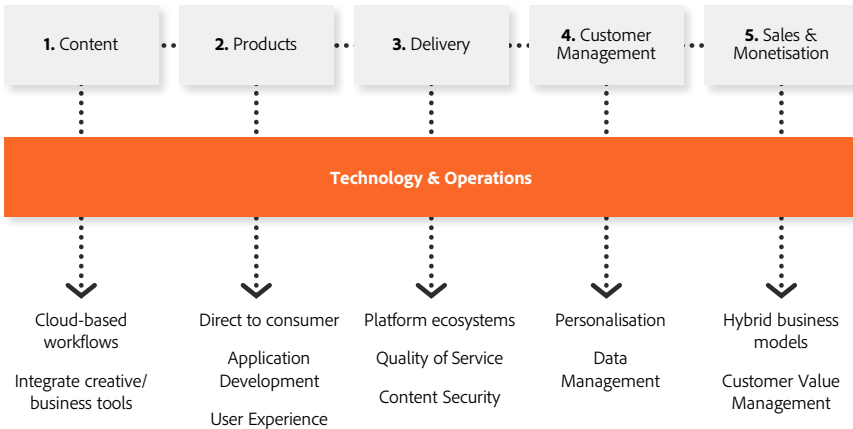 1. Content
2. Products
3. Delivery
4. Customer
Management
5. Sales &
Monetisation
Technology & Operations
Cloud-based
workflows
Integrate creative/
business tools
Direct to consumer
Application
Development
User Experience
Platform ecosystems
Quality of Service
Content Security
Personalisation
Data
Management
Hybrid business
models
Customer Value
Management